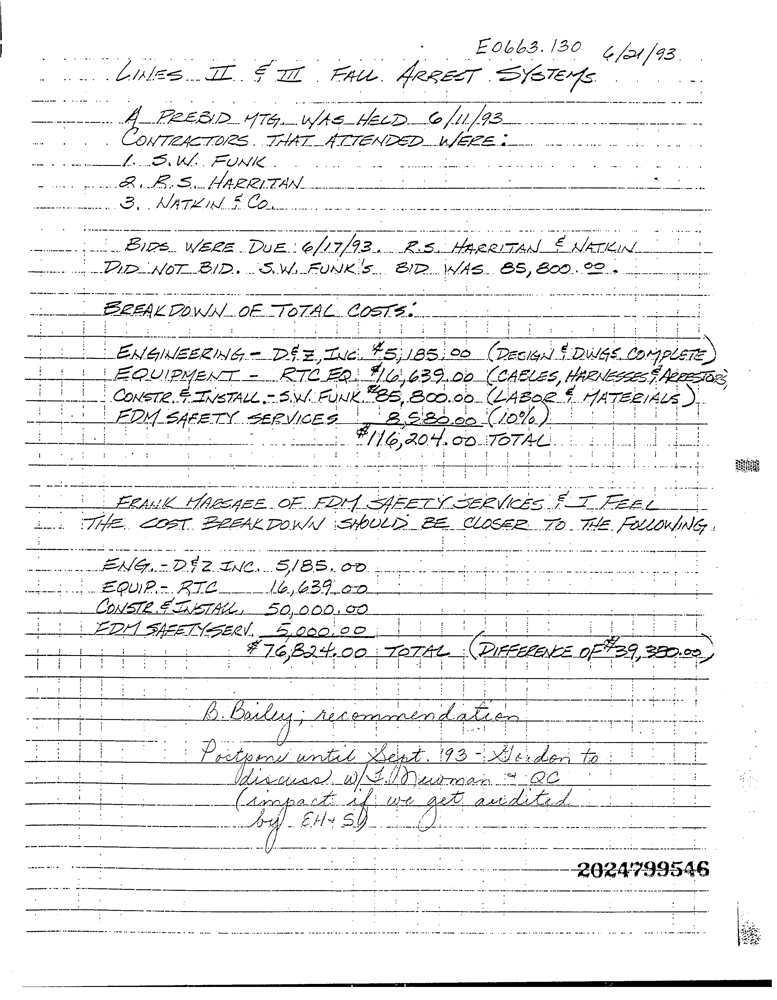 E0663.130 6/21/93
LINES II & III FALL ARREST SYSTEMS
A PREBID MTG. WAS HELD 6/11/93
CONTRACTORS THAT ATTENDED WERE:
1. S.W. FUNK
2. R.S. HARRITAN
3. NATKIN & CO.
BIDS WERE DUE 6/17/93. R.S. HARRITAN & NATKIN
DID NOT BID. S.W. FUNK'S BID WAS 85,800.00.
BREAKDOWN OF TOTAL COSTS:
ENGINEERING - D&Z, INC. $5,185.00 (DESIGN & DWGS. COMPLETE)
EQUIPMENT - RTC EQ. $16,639.00 (CABLES, HARNESSES & ARRESTORS)
CONSTR. & INSTALL. - S.W. FUNK $85,800.00 (LABOR & MATERIALS)
FDM SAFETY SERVICES 8,580.00 (10%)
$116,204.00 TOTAL
FRANK OF FDM SAFETY SERVICES & I FEEL
THE COST BREAKDOWN SHOULD BE CLOSER TO THE FOLLOWING.
ENG. - D&Z INC. 5,185.00
EQUIP. - RTC 16,639.00
CONSTR. & INSTALL. 50,000.00
FDM SAFETY SERV. 5,000.00
$76,824.00 TOTAL (DIFFERENCE OF $39,380.00)
B. Bailey; recommendation
Postpone until Sept. '93 - Gordon to
discuss w/ J. Newman & QC
(impact if we get audited
by EH&S)
2024799546